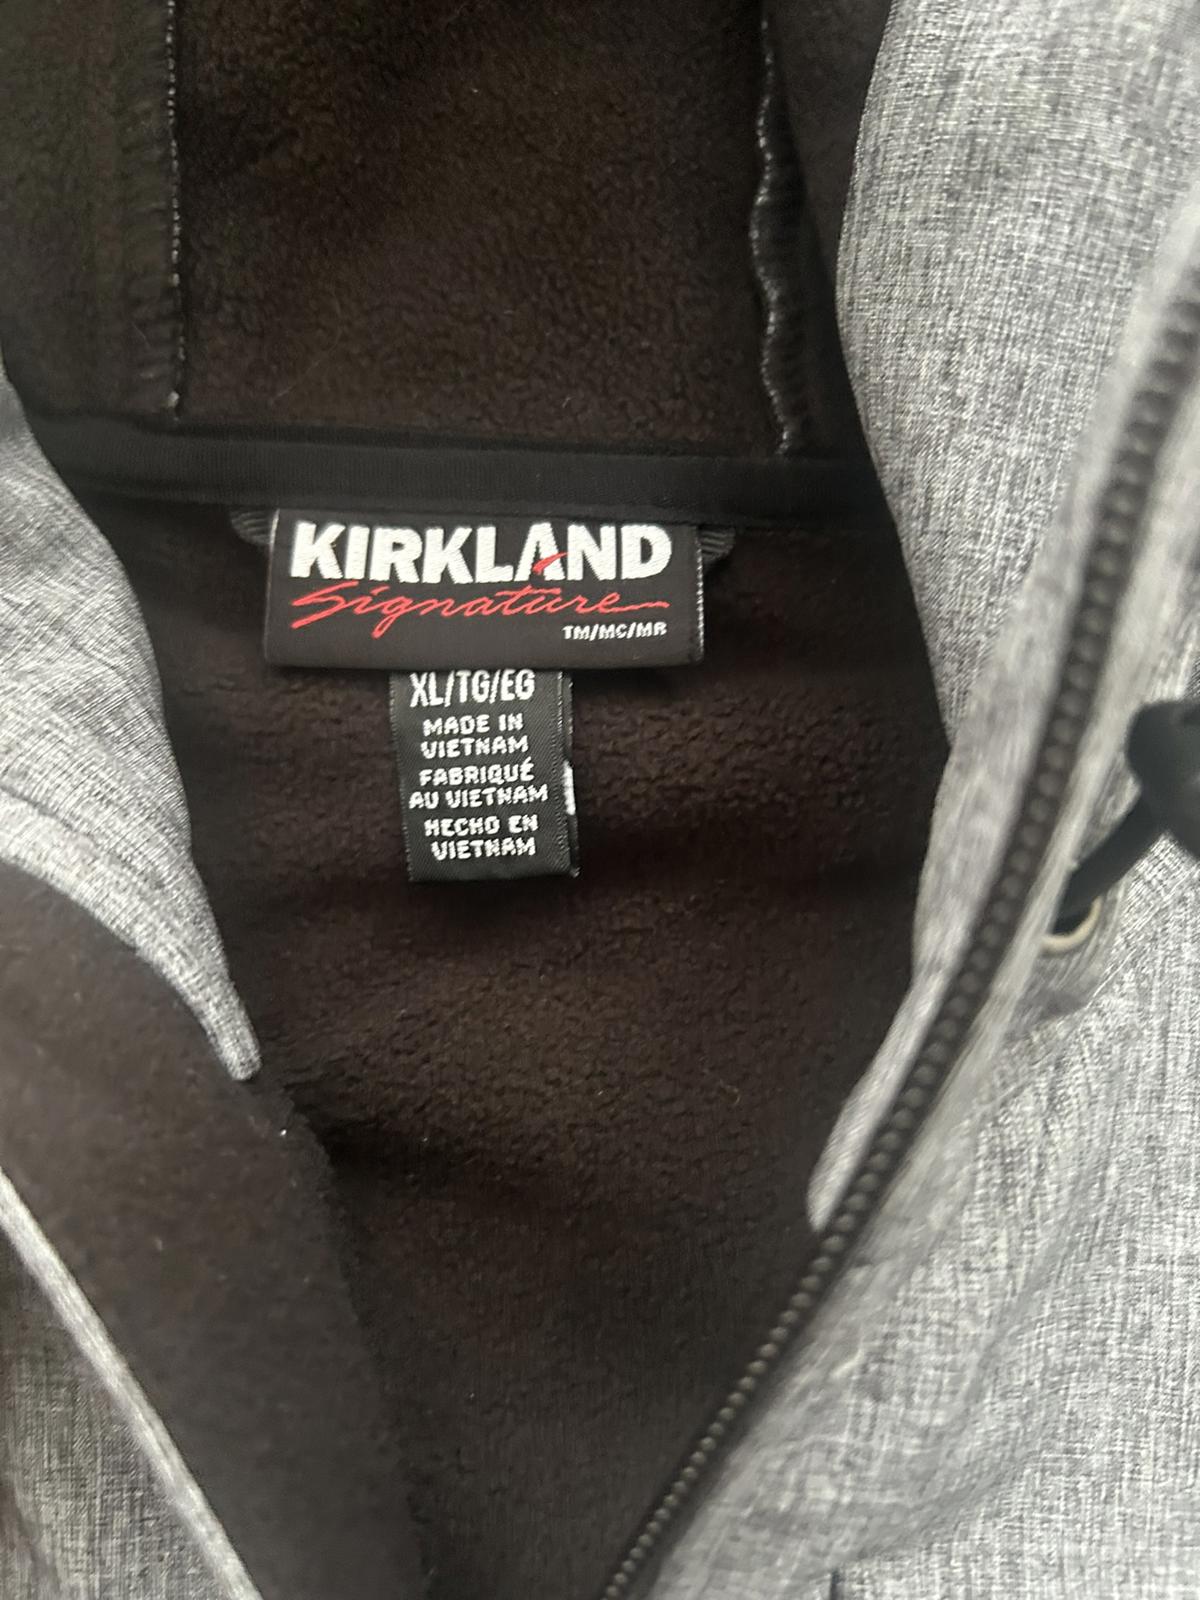 KIRKLAND
Signature
TM/MC/MR
XL/TG/EG
MADE IN
VIETNAM
FABRIQUÉ
AU VIETNAM
HECHO EN
VIETNAM